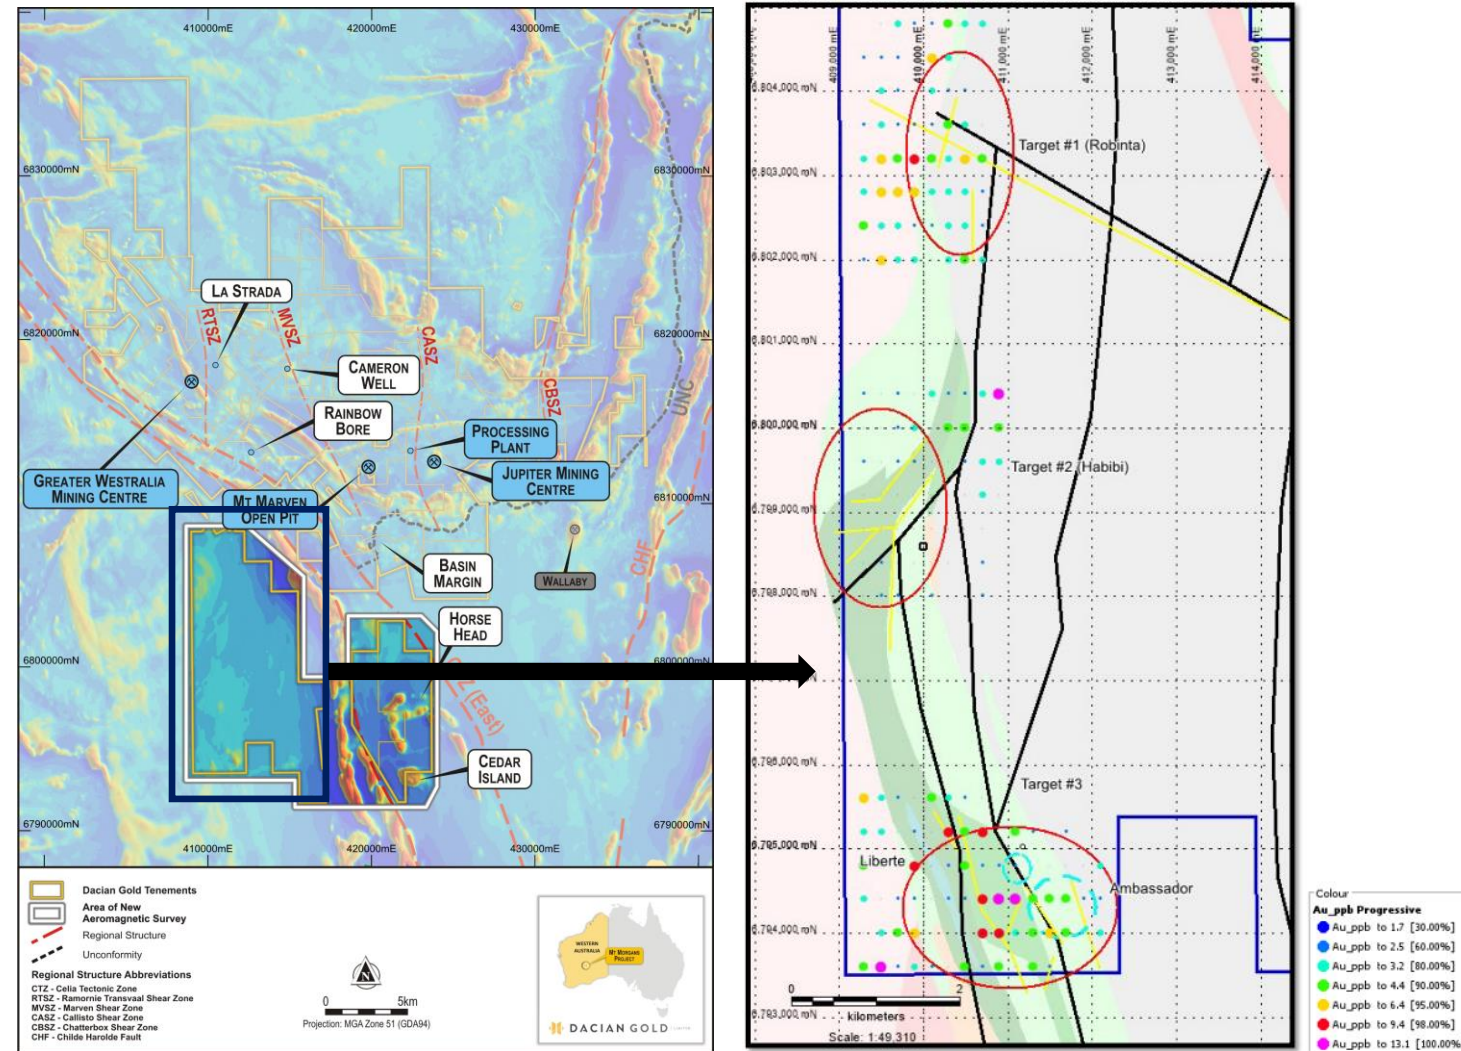 410000mE
420000mE
430000mE
6830000mN
6830000mN
LA STRADA
RTSZ
MVSZ
CASZ
CBSZ
6820000mN
6820000mN
CAMERON
WELL
RAINBOW
BORE
PROCESSING
PLANT
UNC
GREATER WESTRALIA
MINING CENTRE
JUPITER MINING
CENTRE
MT MARVEN
OPEN PIT
6810000mN
BASIN
MARGIN
WALLABY
CHF
HORSE
HEAD
6800000mN
6800000mN
(East)
CEDAR
ISLAND
6790000mN
6790000mN
410000mE
420000mE
430000mE
Dacian Gold Tenements
Area of New
Aeromagnetic Survey
Regional Structure
Unconformity
Regional Structure Abbreviations
CTZ - Celia Tectonic Zone
RTSZ - Ramornie Transvaal Shear Zone
MVSZ - Marven Shear Zone
CASZ - Callisto Shear Zone
CBSZ - Chatterbox Shear Zone
CHF - Childe Harolde Fault
N
0 5km
Projection: MGA Zone 51 (GDA94)
WESTERN
AUSTRALIA
MT MORGANS
PROJECT
DACIAN GOLD LIMITED
409,000 mE
410,000 mE
411,000 mE
412,000 mE
413,000 mE
414,000
6,804,000 mN
Target #1 (Robinta)
6,803,000 mN
6,802,000 mN
6,801,000 mN
6,800,000 mN
Target #2 (Habibi)
6,799,000 mN
6,798,000 mN
6,796,000 mN
Target #3
6,795,000 mN
Liberte
Ambassador
6,794,000 mN
6,793,000 mN
0 2
kilometers
Scale: 1:49,310
Colour
Au_ppb Progressive
Au_ppb to 1.7 [30.00%]
Au_ppb to 2.5 [60.00%]
Au_ppb to 3.2 [80.00%]
Au_ppb to 4.4 [90.00%]
Au_ppb to 6.4 [95.00%]
Au_ppb to 9.4 [98.00%]
Au_ppb to 13.1 [100.00%